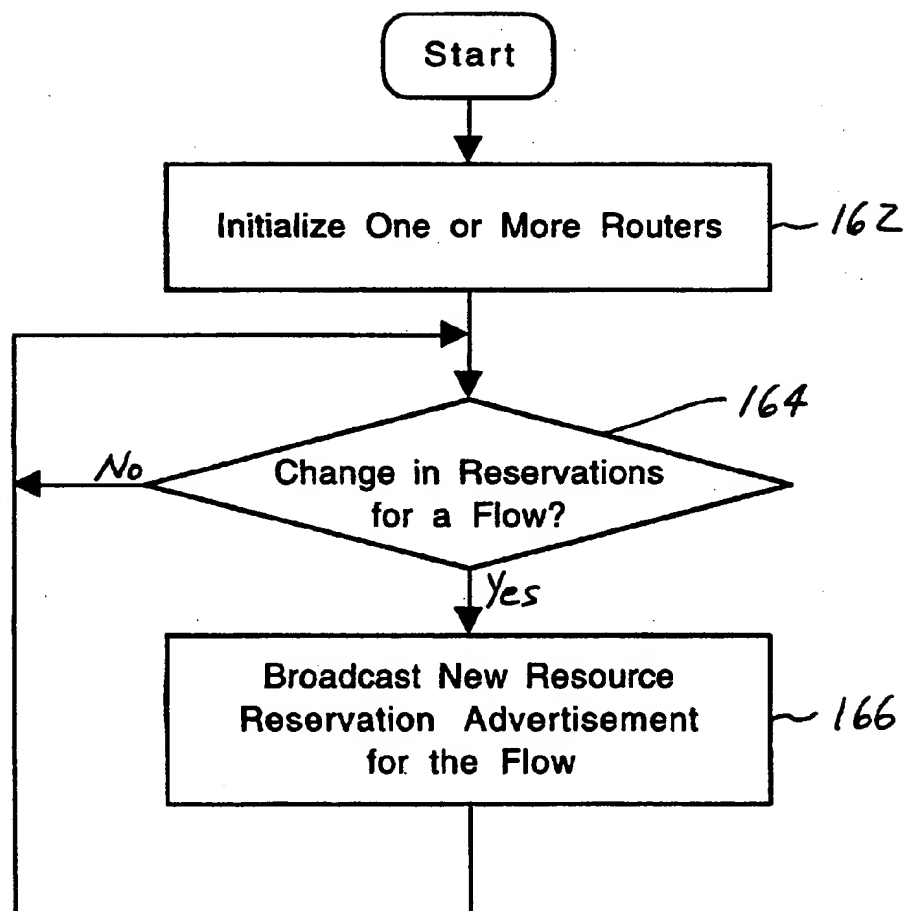 Start
Initialize One or More Routers
162
164
No
Change in Reservations
for a Flow?
Yes
Broadcast New Resource
Reservation Advertisement
for the Flow
166